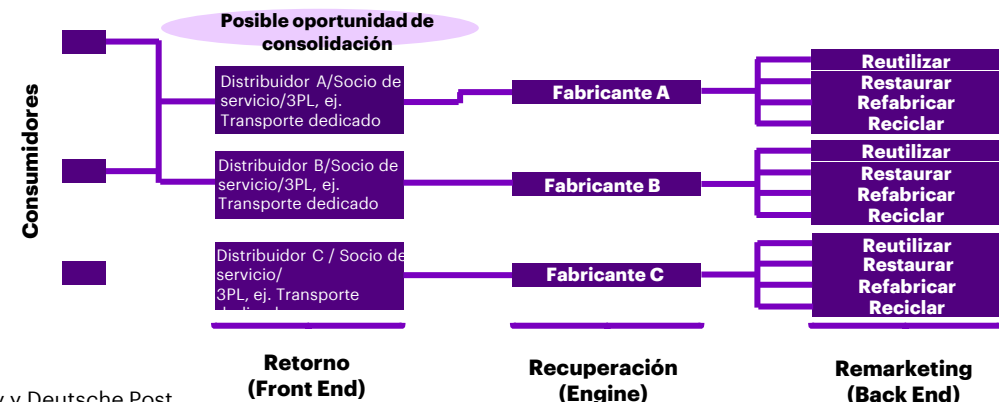 Posible oportunidad de
consolidación
Consumidores
Distribuidor A/Socio de
servicio/3PL, ej.
Transporte dedicado
Fabricante A
Reutilizar
Restaurar
Refabricar
Reciclar
Distribuidor B/Socio de
servicio/3PL, ej.
Transporte dedicado
Fabricante B
Reutilizar
Restaurar
Refabricar
Reciclar
Distribuidor C / Socio de
servicio/
3PL, ej. Transporte
Fabricante C
Reutilizar
Restaurar
Refabricar
Reciclar
Retorno
(Front End)
Recuperación
(Engine)
Remarketing
(Back End)
y Deutsche Post